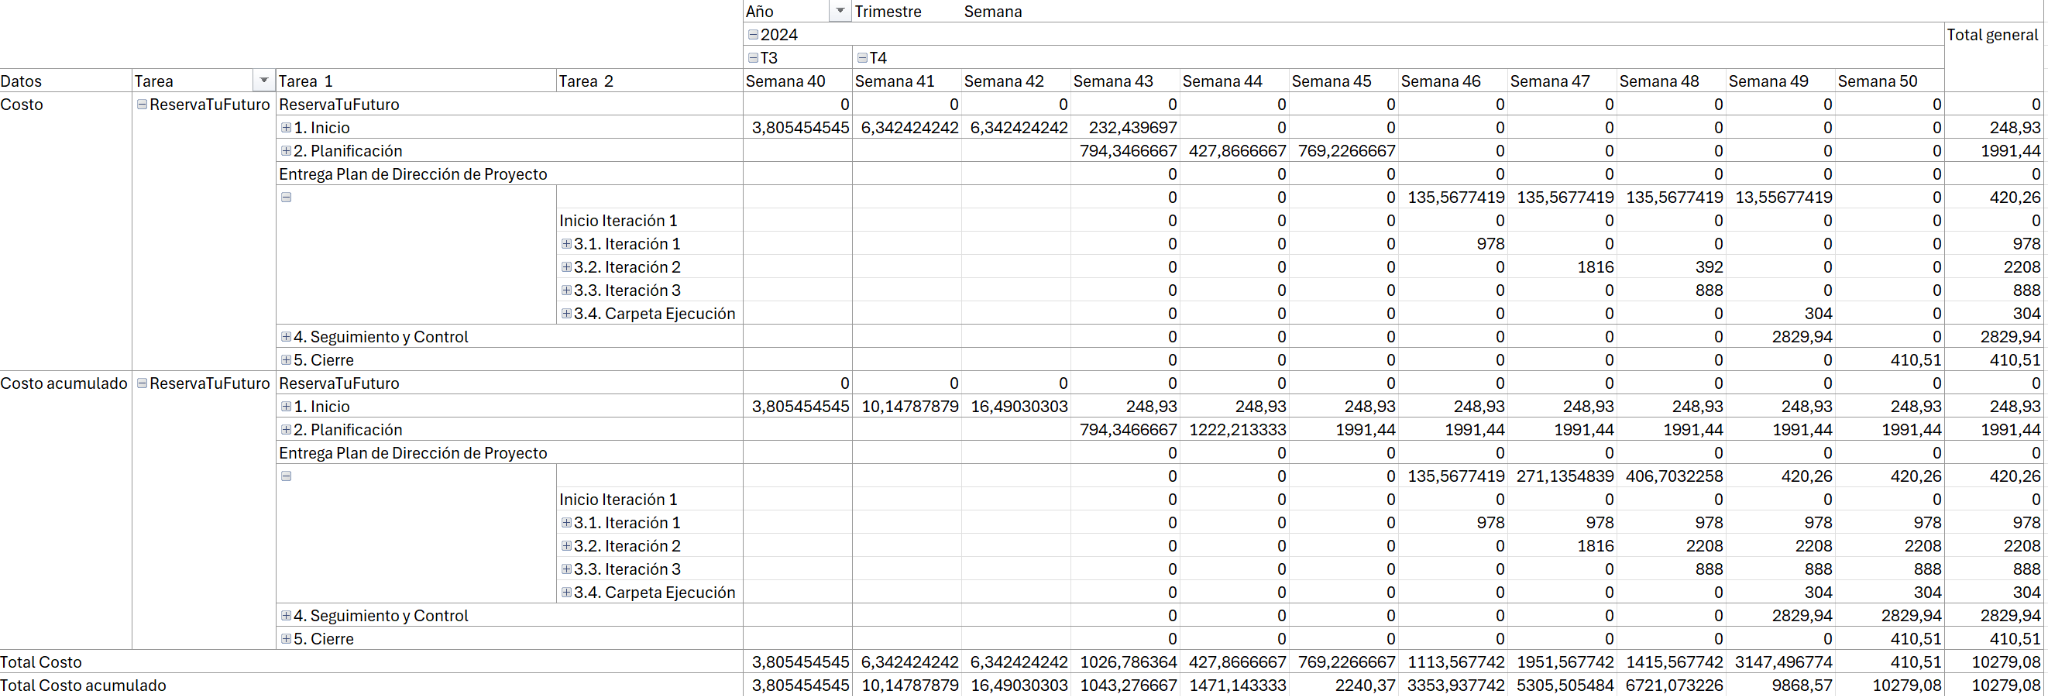 Año Trimestre Semana
2024 Total general
T3 T4
Datos Tarea Tarea 1 Tarea 2 Semana 40 Semana 41 Semana 42 Semana 43 Semana 44 Semana 45 Semana 46 Semana 47 Semana 48 Semana 49 Semana 50
Costo ReservaTuFuturo ReservaTuFuturo 0 0 0 0 0 0 0 0 0 0 0 0
1. Inicio 3,805454545 6,342424242 6,342424242 232,439697 0 0 0 0 0 0 0 248,93
2. Planificación 794,3466667 427,8666667 769,2266667 0 0 0 0 0 1991,44
Entrega Plan de Dirección de Proyecto 0 0 0 0 0 0 0 0 0
0 0 0 135,5677419 135,5677419 135,5677419 13,55677419 0 420,26
Inicio Iteración 1 0 0 0 0 0 0 0 0 0
3.1. Iteración 1 0 0 0 978 0 0 0 0 978
3.2. Iteración 2 0 0 0 0 1816 392 0 0 2208
3.3. Iteración 3 0 0 0 0 0 888 0 0 888
3.4. Carpeta Ejecución 0 0 0 0 0 0 304 0 304
4. Seguimiento y Control 0 0 0 0 0 0 2829,94 0 2829,94
5. Cierre 0 0 0 0 0 0 0 410,51 410,51
Costo acumulado ReservaTuFuturo ReservaTuFuturo 0 0 0 0 0 0 0 0 0 0 0 0
1. Inicio 3,805454545 10,14787879 16,49030303 248,93 248,93 248,93 248,93 248,93 248,93 248,93 248,93 248,93
2. Planificación 794,3466667 1222,213333 1991,44 1991,44 1991,44 1991,44 1991,44 1991,44 1991,44
Entrega Plan de Dirección de Proyecto 0 0 0 0 0 0 0 0 0
0 0 0 135,5677419 271,1354839 406,7032258 420,26 420,26 420,26
Inicio Iteración 1 0 0 0 0 0 0 0 0 0
3.1. Iteración 1 0 0 0 978 978 978 978 978 978
3.2. Iteración 2 0 0 0 0 1816 2208 2208 2208 2208
3.3. Iteración 3 0 0 0 0 0 888 888 888 888
3.4. Carpeta Ejecución 0 0 0 0 0 0 304 304 304
4. Seguimiento y Control 0 0 0 0 0 0 2829,94 2829,94 2829,94
5. Cierre 0 0 0 0 0 0 0 410,51 410,51
Total Costo 3,805454545 6,342424242 6,342424242 1026,786364 427,8666667 769,2266667 1113,567742 1951,567742 1415,567742 3147,496774 410,51 10279,08
Total Costo acumulado 3,805454545 10,14787879 16,49030303 1043,276667 1471,143333 2240,37 3353,937742 5305,505484 6721,073226 9868,57 10279,08 10279,08